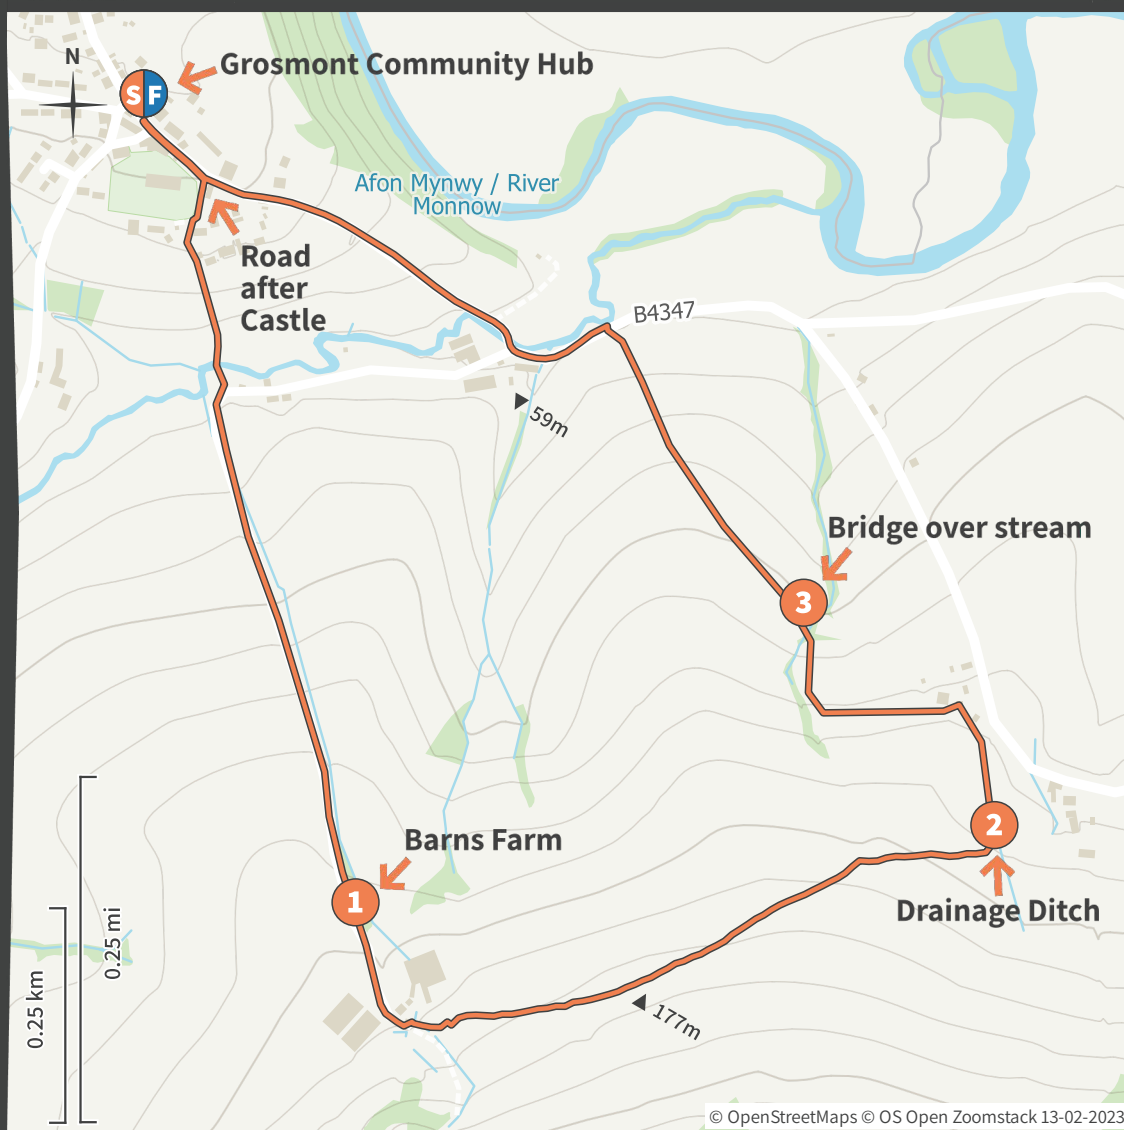 N
S F
Grosmont Community Hub
Afon Mynwy / River
Monnow
Road
after
Castle
B4347
59m
Bridge over stream
3
2
Barns Farm
1
Drainage Ditch
0.25 mi
0.25 km
177m
© OpenStreetMaps © OS Open Zoomstack 13-02-2023